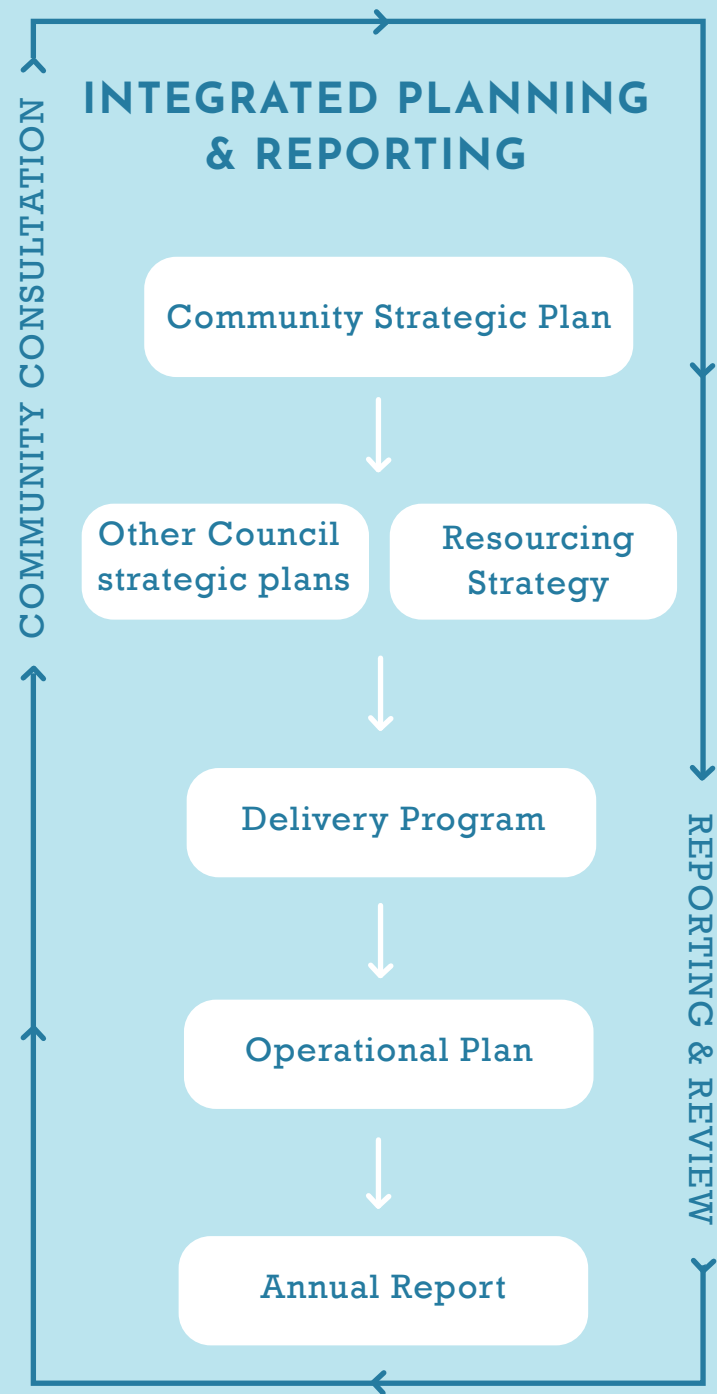 INTEGRATED PLANNING
& REPORTING
COMMUNITY CONSULTATION
Community Strategic Plan
Other Council
strategic plans
Resourcing
Strategy
Delivery Program
Operational Plan
Annual Report
REPORTING & REVIEW